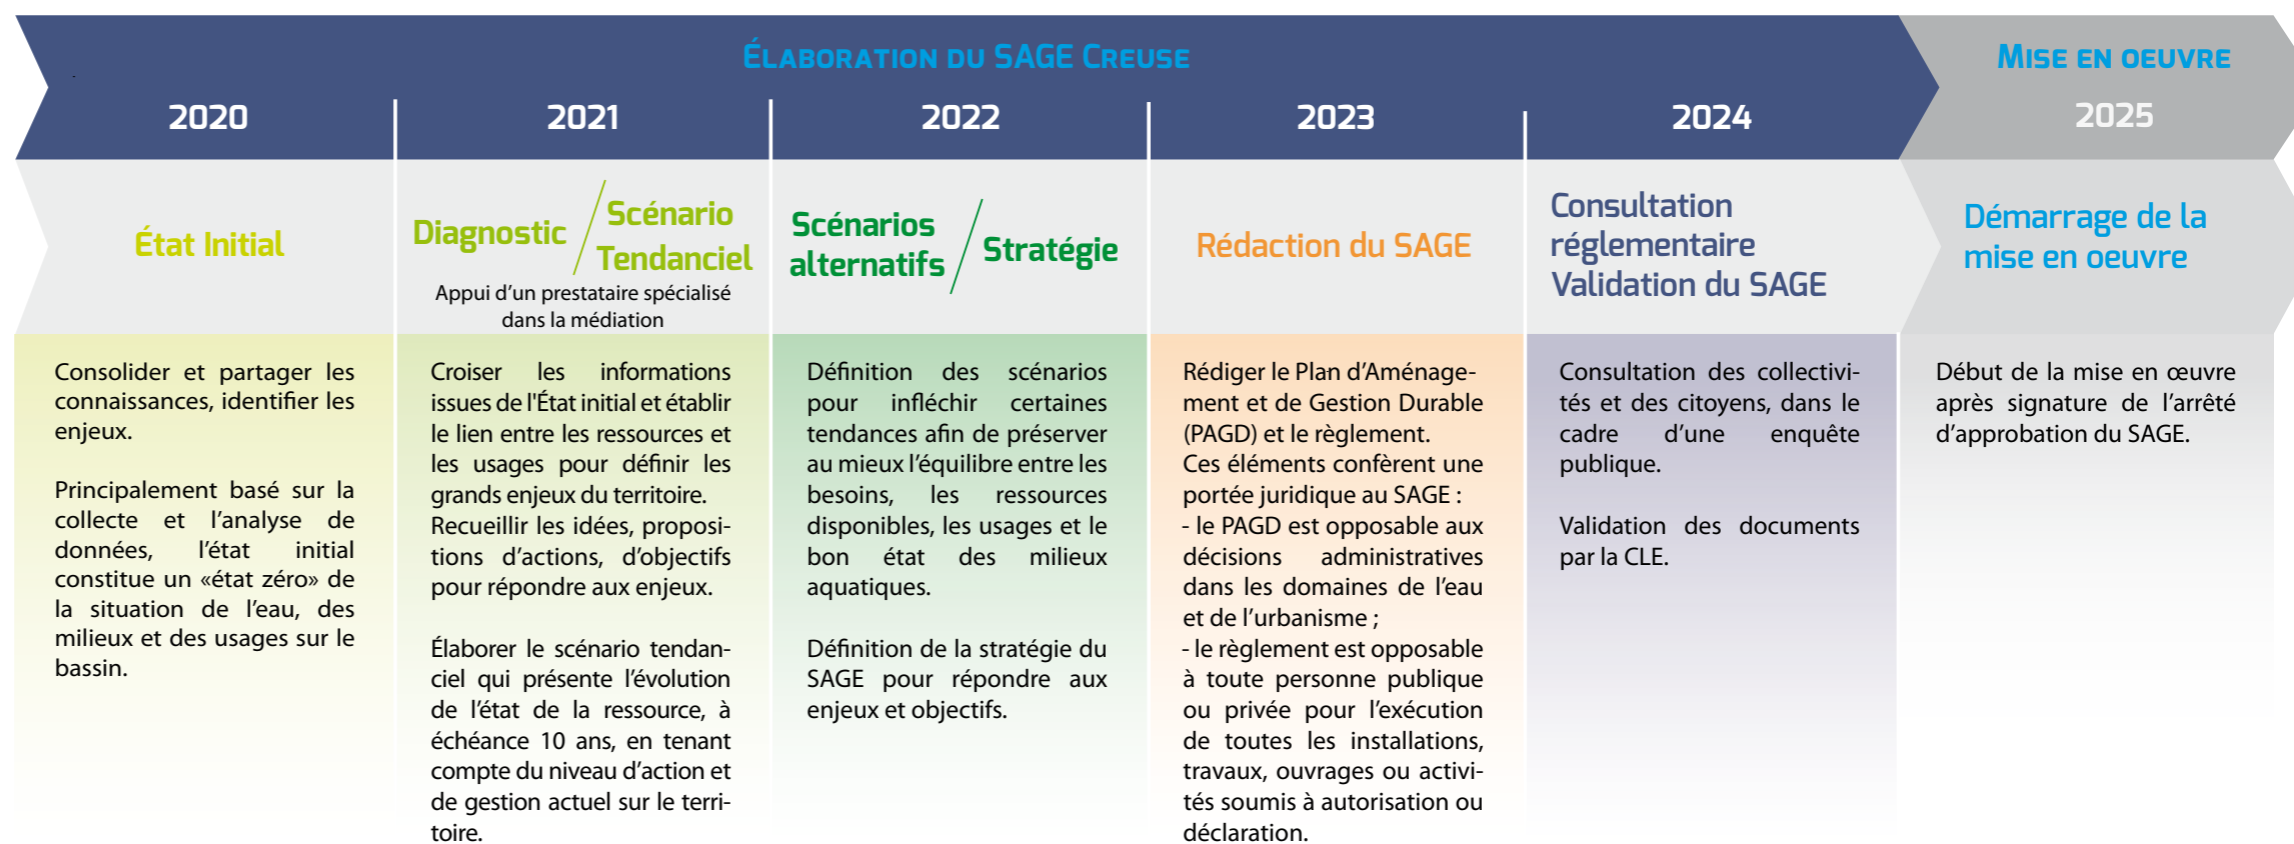 ÉLABORATION DU SAGE CREUSE
MISE EN OEUVRE
2020
2021
2022
2023
2024
2025
État Initial
Diagnostic
Scénario
Tendanciel
Appui d’un prestataire spécialisé
dans la médiation
Scénarios
alternatifs
Stratégie
Rédaction du SAGE
Consultation
réglementaire
Validation du SAGE
Démarrage de la
mise en oeuvre
Consolider et partager les
connaissances, identifier les
enjeux.
Principalement basé sur la
collecte et l’analyse de
données, l’état initial
constitue un «état zéro» de
la situation de l’eau, des
milieux et des usages sur le
bassin.
Croiser les informations
issues de l'État initial et établir
le lien entre les ressources et
les usages pour définir les
grands enjeux du territoire.
Recueillir les idées, proposi-
tions d’actions, d’objectifs
pour répondre aux enjeux.
Élaborer le scénario tendan-
ciel qui présente l’évolution
de l’état de la ressource, à
échéance 10 ans, en tenant
compte du niveau d’action et
de gestion actuel sur le terri-
toire.
Définition des scénarios
pour infléchir certaines
tendances afin de préserver
au mieux l’équilibre entre les
besoins, les ressources
disponibles, les usages et le
bon état des milieux
aquatiques.
Définition de la stratégie du
SAGE pour répondre aux
enjeux et objectifs.
Rédiger le Plan d’Aménage-
ment et de Gestion Durable
(PAGD) et le règlement.
Ces éléments confèrent une
portée juridique au SAGE :
- le PAGD est opposable aux
décisions administratives
dans les domaines de l’eau
et de l’urbanisme ;
- le règlement est opposable
à toute personne publique
ou privée pour l’exécution
de toutes les installations,
travaux, ouvrages ou activi-
tés soumis à autorisation ou
déclaration.
Consultation des collectivi-
tés et des citoyens, dans le
cadre d’une enquête
publique.
Validation des documents
par la CLE.
Début de la mise en œuvre
après signature de l’arrêté
d’approbation du SAGE.